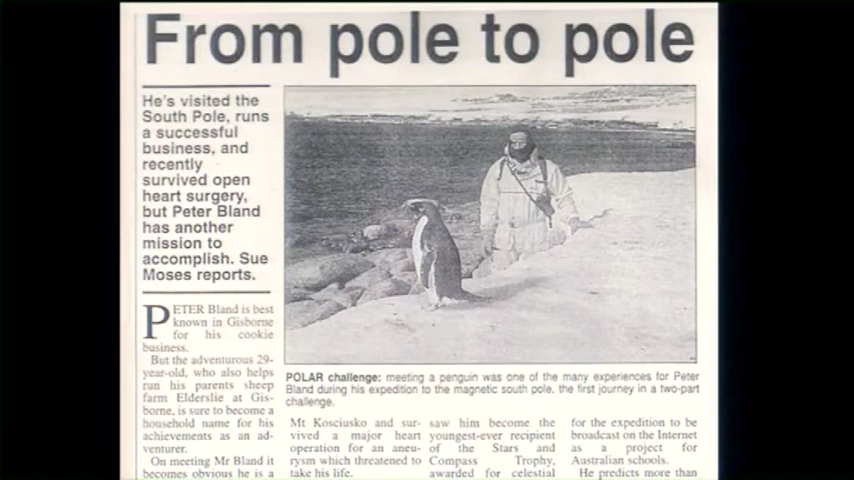 From pole to pole
He's visited the
South Pole, runs
a successful
business, and
recently
survived open
heart surgery,
but Peter Bland
has another
mission to
accomplish. Sue
Moses reports.
PETER Bland is best
known in Gisborne
for his cookie
business.
But the adventurous 29-
year-old, who also helps
run his parents sheep
farm Elderslie at Gis-
borne, is sure to become a
household name for his
achievements as an ad-
venturer.
On meeting Mr Bland it
becomes obvious he is a
POLAR challenge: meeting a penguin was one of the many experiences for Peter
Bland during his expedition to the magnetic south pole, the first journey in a two-part
challenge.
Mt Kosciusko and sur-
vived a major heart
operation for an aneu-
rysm which threatened to
take his life.
saw him become the
youngest-ever recipient
of the Stars and
Compass Trophy,
awarded for celestial
for the expedition to be
broadcast on the Internet
as a project for
Australian schools.
He predicts more than